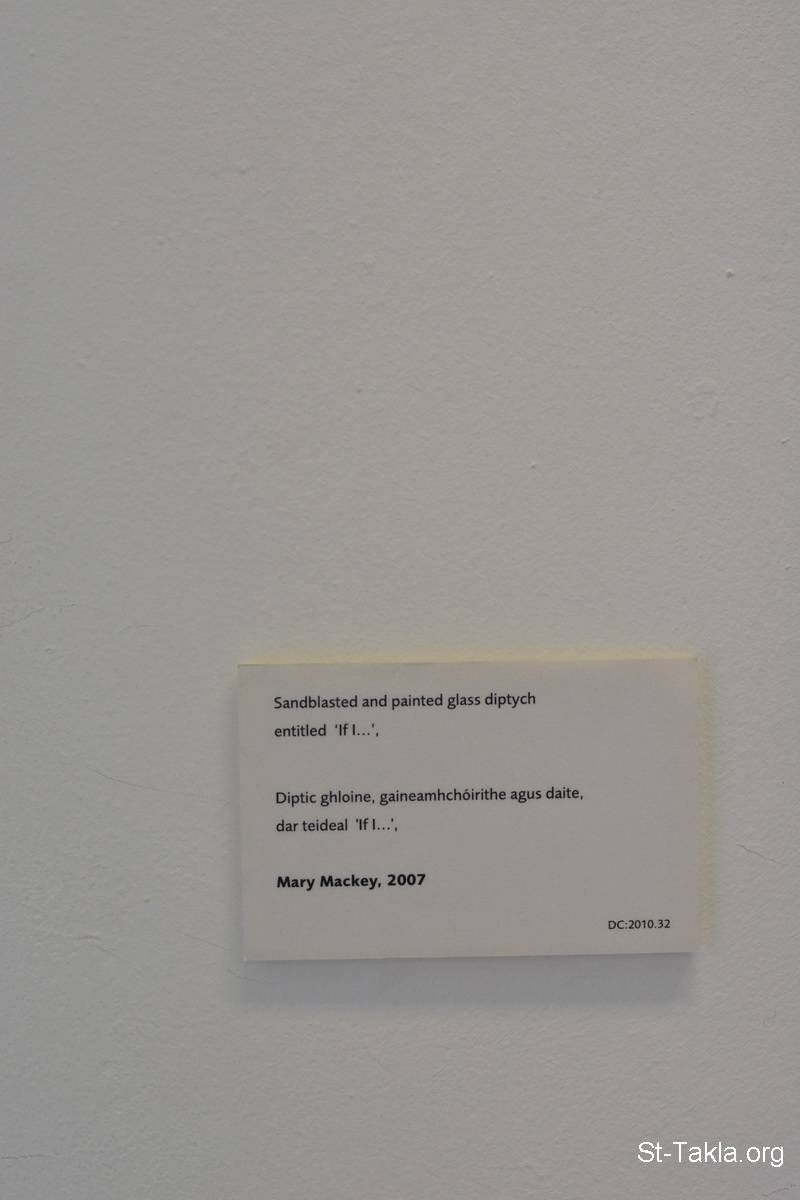 Sandblasted and painted glass diptych
entitled 'If I...',
Diptic ghloine, gaineamhchóirithe agus daite,
dar teideal 'If I...',
Mary Mackey, 2007
DC:2010.32
St-Takla.org